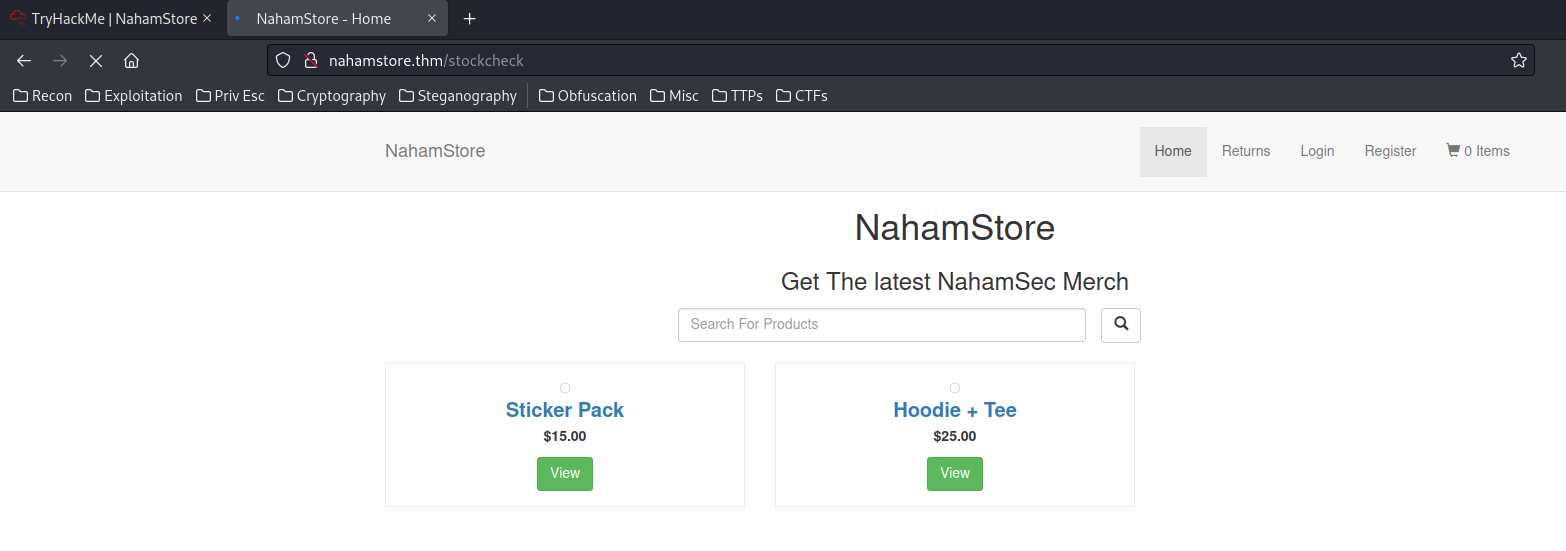 TryHackMe | NahamStore × NahamStore - Home × +
nahamstore.thm/stockcheck
Recon Exploitation Priv Esc Cryptography Steganography Obfuscation Misc TTPs CTFs
NahamStore Home Returns Login Register 0 Items
NahamStore
Get The latest NahamSec Merch
Search For Products
Sticker Pack Hoodie + Tee
$15.00 $25.00
View View